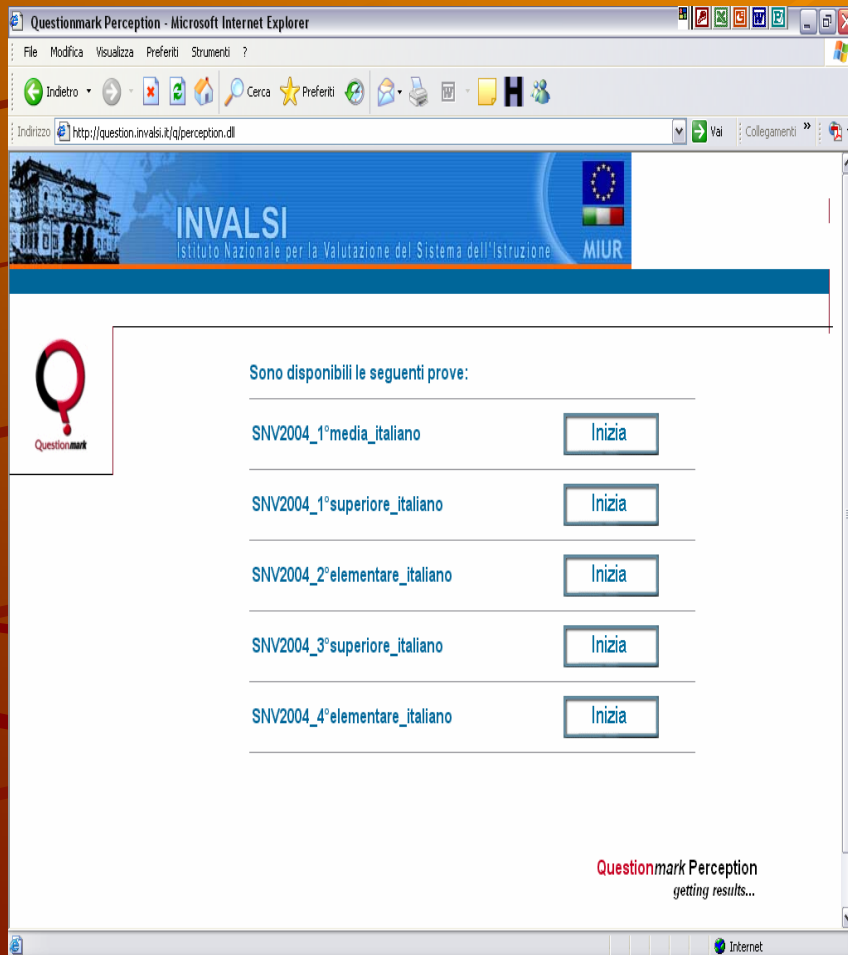 Questionmark Perception - Microsoft Internet Explorer
File Modifica Visualizza Preferiti Strumenti ?
Indietro Cerca Preferiti
Indirizzo http://question.invalsi.it/q/perception.dll Vai Collegamenti »
INVALSI
Istituto Nazionale per la Valutazione del Sistema dell'Istruzione
MIUR
Questionmark
Sono disponibili le seguenti prove:
SNV2004_1°media_italiano Inizia
SNV2004_1°superiore_italiano Inizia
SNV2004_2°elementare_italiano Inizia
SNV2004_3°superiore_italiano Inizia
SNV2004_4°elementare_italiano Inizia
Questionmark Perception
getting results...
Internet